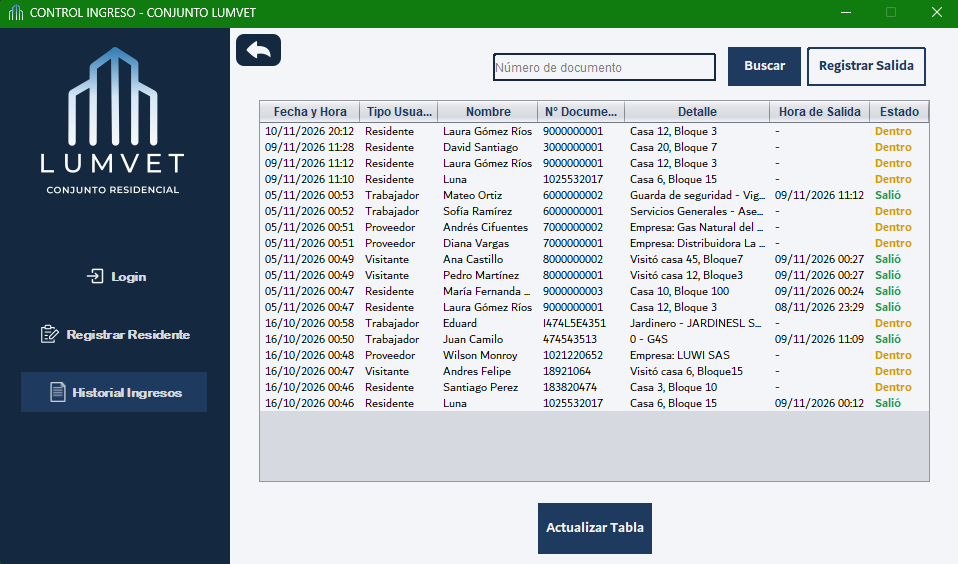 CONTROL INGRESO - CONJUNTO LUMVET
LUMVET
CONJUNTO RESIDENCIAL
Login
Registrar Residente
Historial Ingresos
Número de documento
Buscar
Registrar Salida
Fecha y Hora Tipo Usua... Nombre N° Docume... Detalle Hora de Salida Estado
10/11/2026 20:12 Residente Laura Gómez Ríos 9000000001 Casa 12, Bloque 3 - Dentro
09/11/2026 11:28 Residente David Santiago 3000000001 Casa 20, Bloque 7 - Dentro
09/11/2026 11:12 Residente Laura Gómez Ríos 9000000001 Casa 12, Bloque 3 - Dentro
09/11/2026 11:10 Residente Luna 1025532017 Casa 6, Bloque 15 - Dentro
05/11/2026 00:53 Trabajador Mateo Ortiz 6000000002 Guarda de seguridad - Vig... 09/11/2026 11:12 Salió
05/11/2026 00:52 Trabajador Sofía Ramírez 6000000001 Servicios Generales - Ase... - Dentro
05/11/2026 00:51 Proveedor Andrés Cifuentes 7000000002 Empresa: Gas Natural del ... - Dentro
05/11/2026 00:51 Proveedor Diana Vargas 7000000001 Empresa: Distribuidora La ... - Dentro
05/11/2026 00:49 Visitante Ana Castillo 8000000002 Visitó casa 45, Bloque7 09/11/2026 00:27 Salió
05/11/2026 00:49 Visitante Pedro Martínez 8000000001 Visitó casa 12, Bloque3 09/11/2026 00:27 Salió
05/11/2026 00:47 Residente María Fernanda ... 9000000003 Casa 10, Bloque 100 09/11/2026 00:24 Salió
05/11/2026 00:47 Residente Laura Gómez Ríos 9000000001 Casa 12, Bloque 3 08/11/2026 23:29 Salió
16/10/2026 00:58 Trabajador Eduard I474L5E4351 Jardinero - JARDINESL S... - Dentro
16/10/2026 00:50 Trabajador Juan Camilo 474543513 0 - G4S 09/11/2026 11:09 Salió
16/10/2026 00:48 Proveedor Wilson Monroy 1021220652 Empresa: LUWI SAS - Dentro
16/10/2026 00:47 Visitante Andres Felipe 18921064 Visitó casa 6, Bloque15 - Dentro
16/10/2026 00:46 Residente Santiago Perez 183820474 Casa 3, Bloque 10 - Dentro
16/10/2026 00:46 Residente Luna 1025532017 Casa 6, Bloque 15 09/11/2026 00:12 Salió
Actualizar Tabla